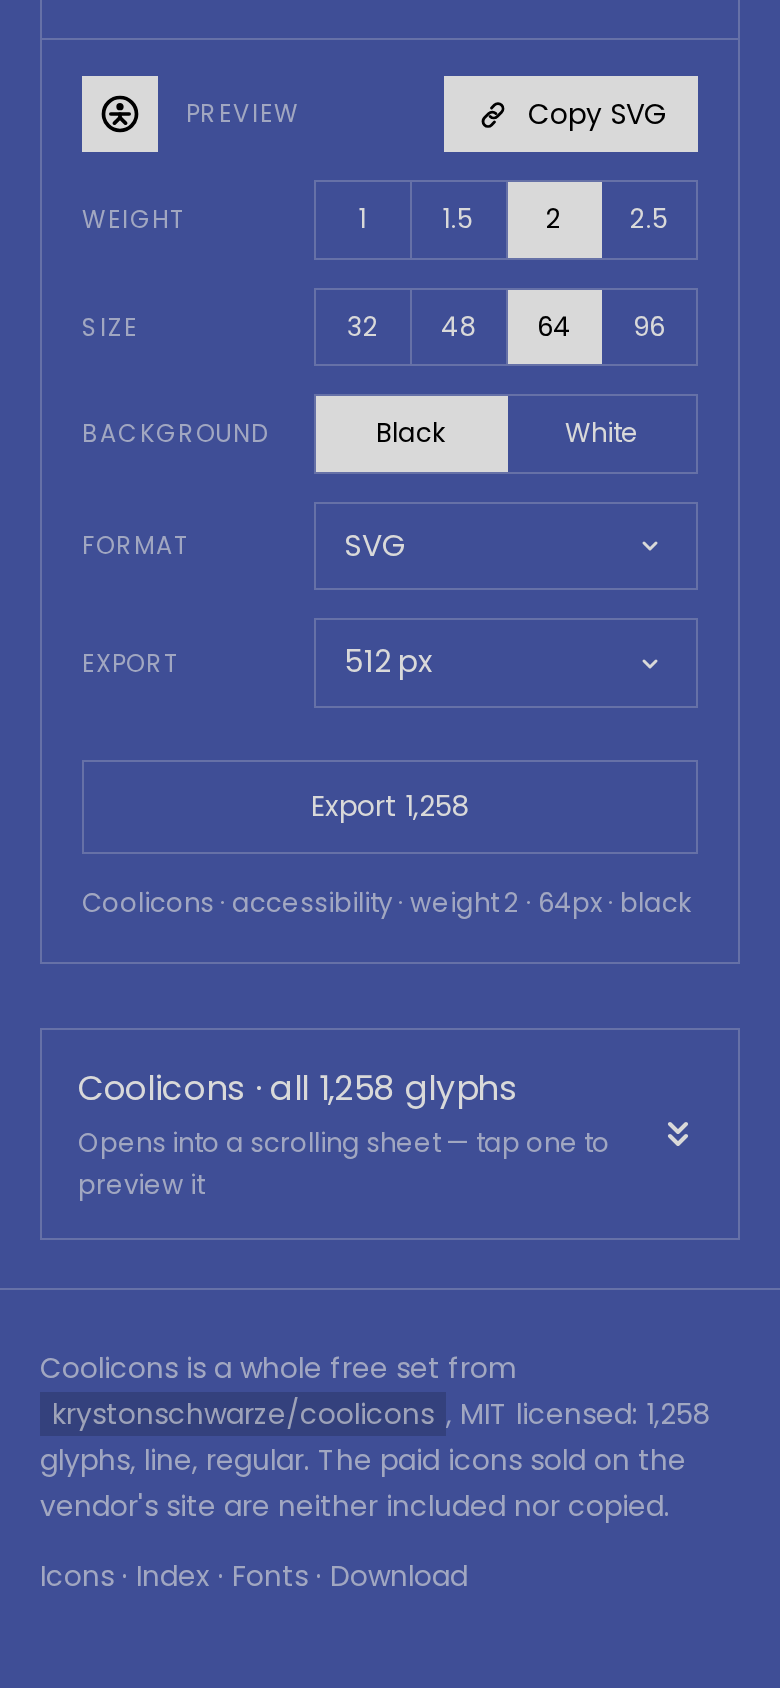 PREVIEW
Copy SVG
WEIGHT
1
1.5
2
2.5
SIZE
32
48
64
96
BACKGROUND
Black
White
FORMAT
SVG
EXPORT
512 px
Export 1,258
Coolicons · accessibility · weight 2 · 64px · black
Coolicons · all 1,258 glyphs
Opens into a scrolling sheet — tap one to
preview it
Coolicons is a whole free set from
krystonschwarze/coolicons , MIT licensed: 1,258
glyphs, line, regular. The paid icons sold on the
vendor's site are neither included nor copied.
Icons · Index · Fonts · Download